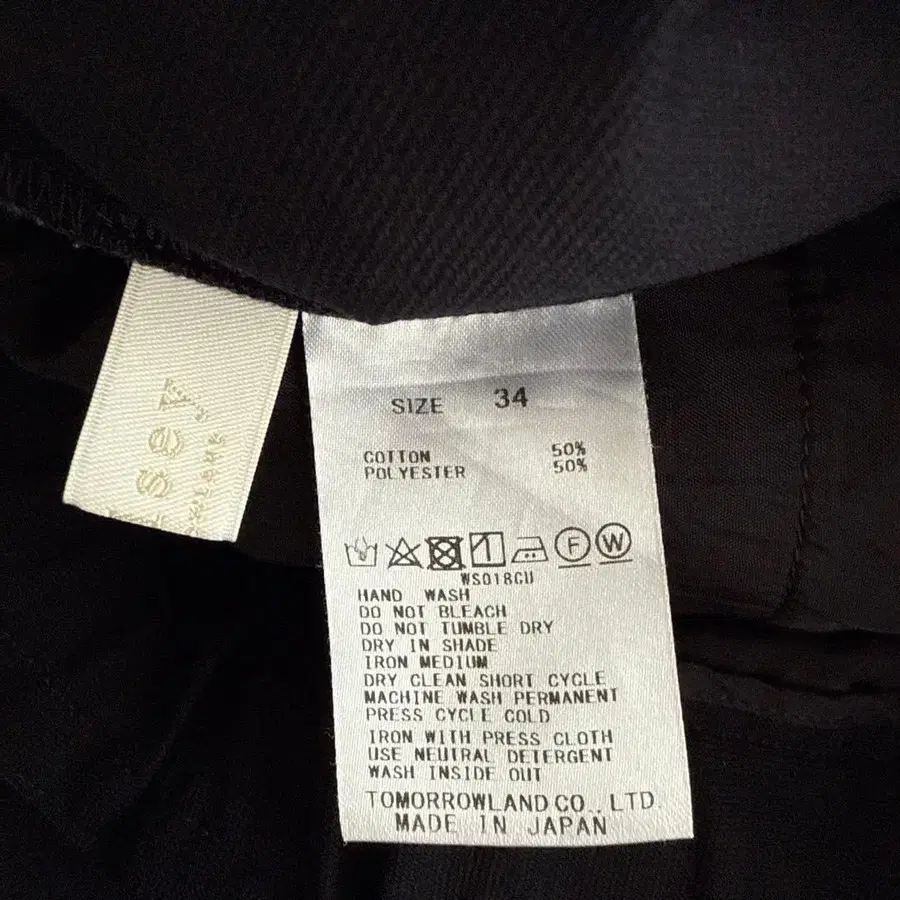 SIZE 34
COTTON 50%
POLYESTER 50%
F W
WS018CU
HAND WASH
DO NOT BLEACH
DO NOT TUMBLE DRY
DRY IN SHADE
IRON MEDIUM
DRY CLEAN SHORT CYCLE
MACHINE WASH PERMANENT
PRESS CYCLE COLD
IRON WITH PRESS CLOTH
USE NEUTRAL DETERGENT
WASH INSIDE OUT
TOMORROWLAND CO., LTD.
MADE IN JAPAN